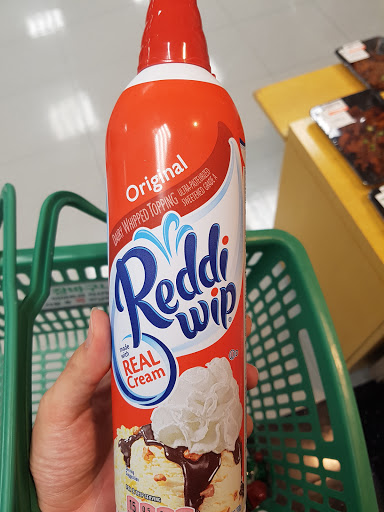 Original
DAIRY WHIPPED TOPPING
ULTRA-PASTEURIZED
SWEETENED GRADE A
Reddi
wip
made
with
REAL
Cream